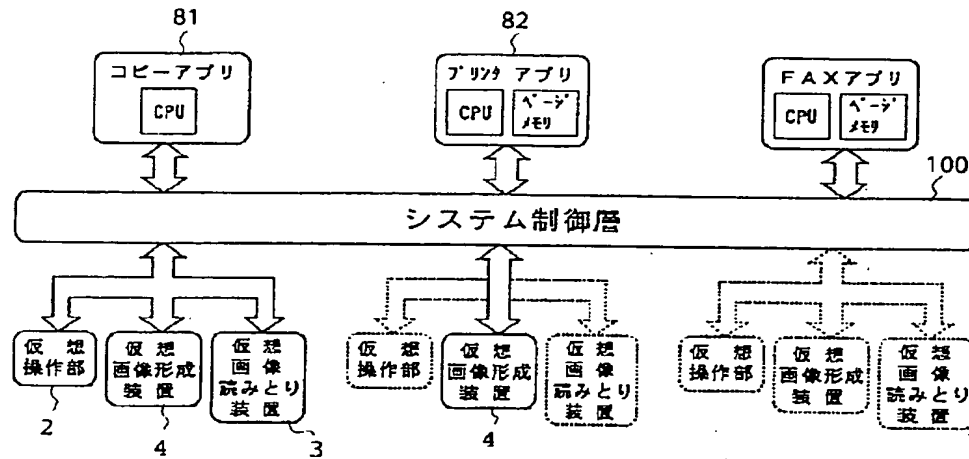 81
82
コピーアプリ
CPU
プリンタ アプリ
CPU
ページ
メモリ
FAXアプリ
CPU
ページ
メモリ
100
システム制御層
仮想
操作部
仮想
画像形成
装置
仮想
画像
読みとり
装置
仮想
操作部
仮想
画像形成
装置
仮想
画像
読みとり
装置
仮想
操作部
仮想
画像形成
装置
仮想
画像
読みとり
装置
2
4
3
4